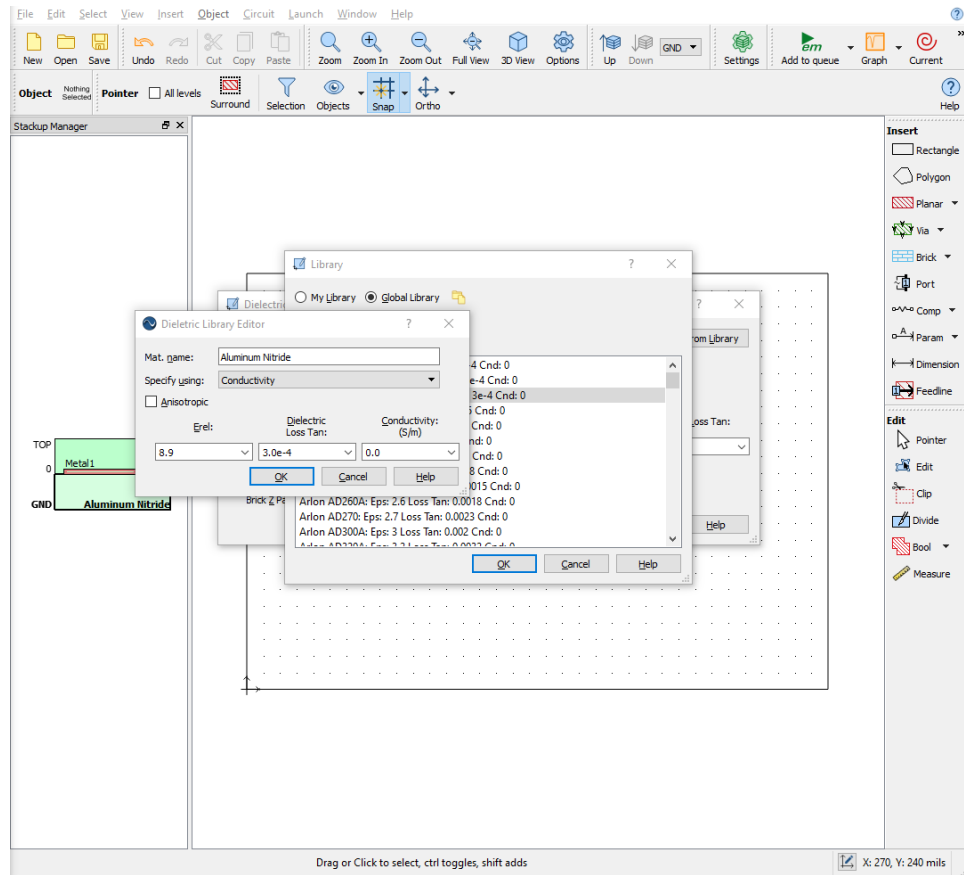 File Edit Select View Insert Object Circuit Launch Window Help
New Open Save Undo Redo Cut Copy Paste Zoom Zoom In Zoom Out Full View 3D View Options Up Down GND Settings em Add to queue Graph Current
Object Nothing Selected Pointer All levels Surround Selection Objects Snap Ortho Help
Stackup Manager
Insert
Rectangle
Polygon
Planar
Via
Brick
Port
Comp
A Param
Dimension
Feedline
Edit
Pointer
Edit
Clip
Divide
Bool
Measure
TOP
0 Metal1
GND Aluminum Nitride
Library ?
My Library Global Library
Dielectric ?
rom Library
Loss Tan:
Help
Brick Z Pa
Dieletric Library Editor ?
Mat. name: Aluminum Nitride
Specify using: Conductivity
Anisotropic
Erel: Dielectric Loss Tan: Conductivity: (S/m)
8.9 3.0e-4 0.0
OK Cancel Help
-4 Cnd: 0
e-4 Cnd: 0
3e-4 Cnd: 0
Cnd: 0
Cnd: 0
nd: 0
Cnd: 0
8 Cnd: 0
0015 Cnd: 0
Arlon AD260A: Eps: 2.6 Loss Tan: 0.0018 Cnd: 0
Arlon AD270: Eps: 2.7 Loss Tan: 0.0023 Cnd: 0
Arlon AD300A: Eps: 3 Loss Tan: 0.002 Cnd: 0
OK Cancel Help
Drag or Click to select, ctrl toggles, shift adds
X: 270, Y: 240 mils